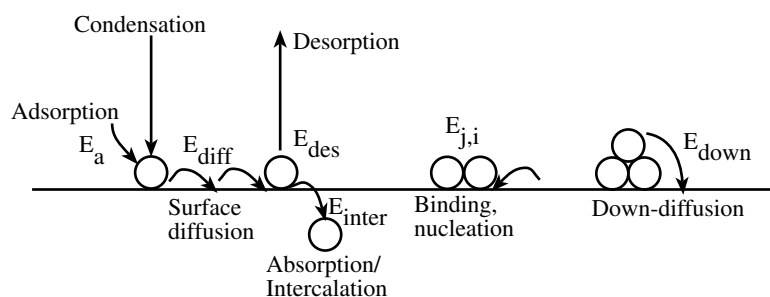 Condensation
Desorption
Adsorption
E_a
E_diff
E_des
E_j,i
E_down
Surface
diffusion
E_inter
Binding,
nucleation
Down-diffusion
Absorption/
Intercalation